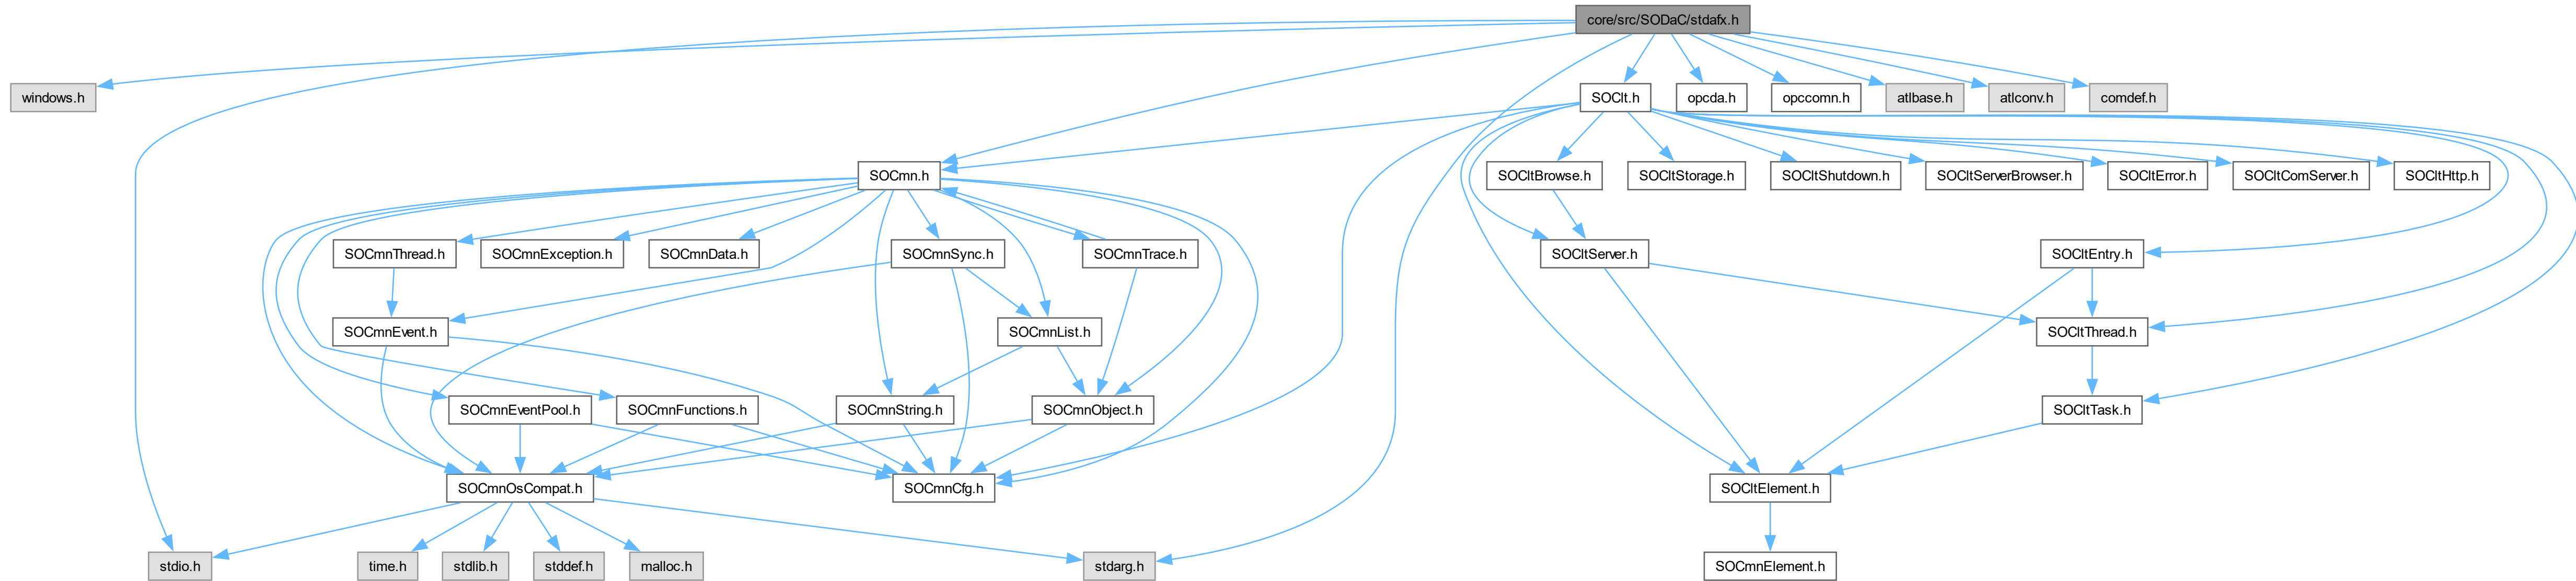 core/src/SODaC/stdafx.h
windows.h
SOClt.h
opcda.h
opccomn.h
atlbase.h
atlconv.h
comdef.h
SOCmn.h
SOCltBrowse.h
SOCltStorage.h
SOCltShutdown.h
SOCltServerBrowser.h
SOCltError.h
SOCltComServer.h
SOCltHttp.h
SOCmnThread.h
SOCmnException.h
SOCmnData.h
SOCmnSync.h
SOCmnTrace.h
SOCltServer.h
SOCltEntry.h
SOCmnEvent.h
SOCmnList.h
SOCltThread.h
SOCmnEventPool.h
SOCmnFunctions.h
SOCmnString.h
SOCmnObject.h
SOCltTask.h
SOCmnOsCompat.h
SOCmnCfg.h
SOCltElement.h
stdio.h
time.h
stdlib.h
stddef.h
malloc.h
stdarg.h
SOCmnElement.h